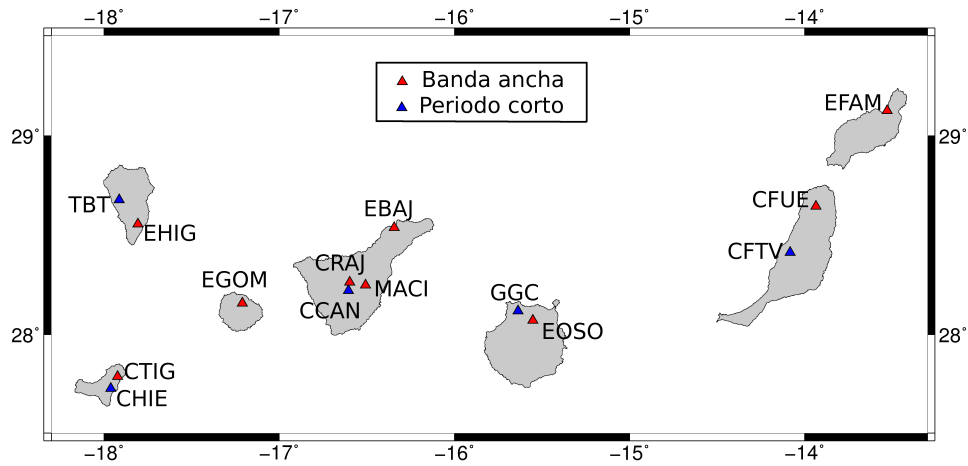 −18 −17 −16 −15 −14
Banda ancha
Periodo corto
EFAM
29˚ 29˚
TBT
CFUE
EBAJ
EHIG
CFTV
CRAJ
EGOM
MACI
GGC
CCAN
EOSO
28˚ 28˚
CTIG
CHIE
−18˚ −17˚ −16˚ −15˚ −14˚